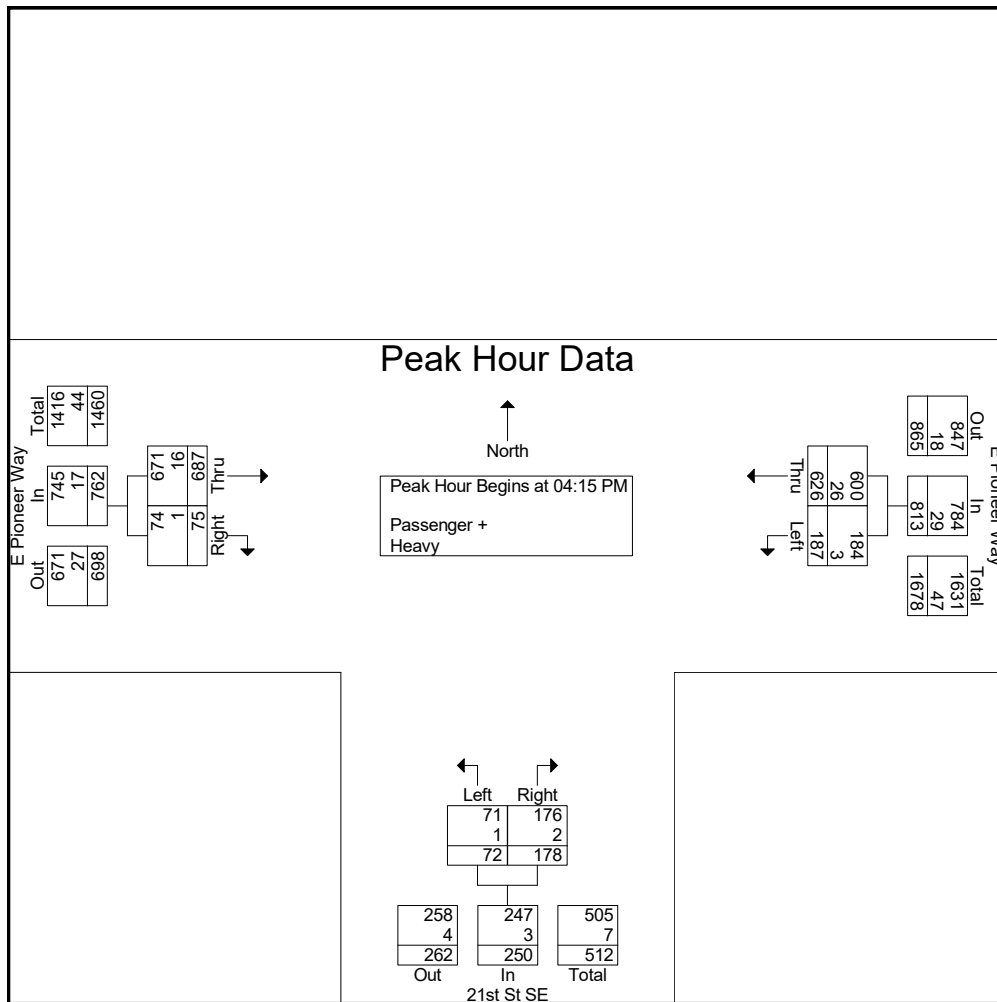 Peak Hour Data
North
Peak Hour Begins at 04:15 PM
Passenger +
Heavy
E Pioneer Way
Out In Total
671 745 1416
27 17 44
698 762 1460
Right Thru
74 671
1 16
75 687
E Pioneer Way
Out In Total
847 784 1631
18 29 47
865 813 1678
Thru Left
600 184
26 3
626 187
Left Right
71 176
1 2
72 178
258 247 505
4 3 7
262 250 512
Out In Total
21st St SE